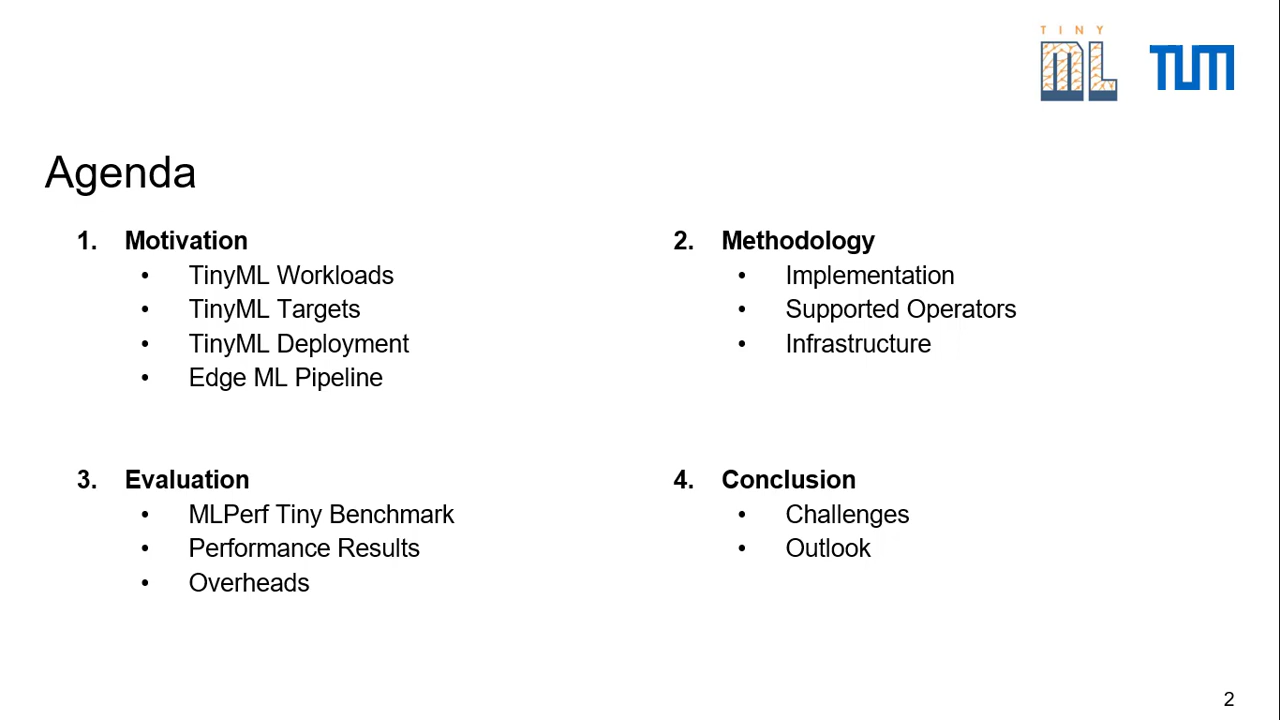 TINY
ML
TUM
Agenda
1. Motivation
• TinyML Workloads
• TinyML Targets
• TinyML Deployment
• Edge ML Pipeline
2. Methodology
• Implementation
• Supported Operators
• Infrastructure
3. Evaluation
• MLPerf Tiny Benchmark
• Performance Results
• Overheads
4. Conclusion
• Challenges
• Outlook
2